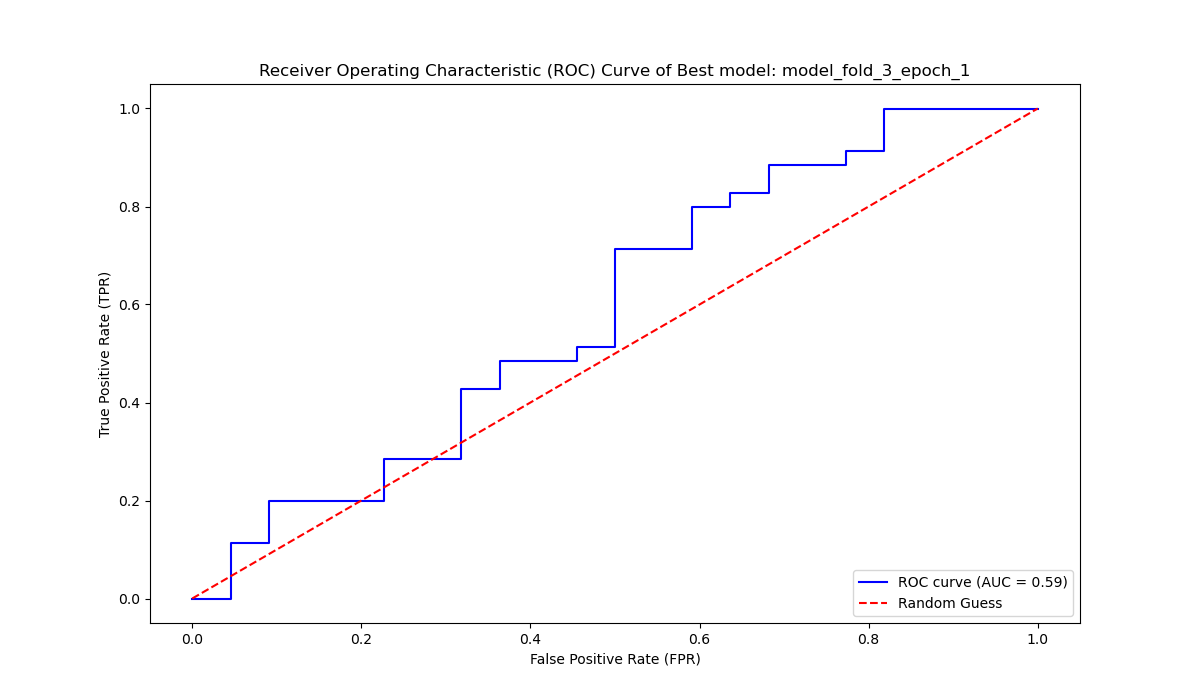 Receiver Operating Characteristic (ROC) Curve of Best model: model_fold_3_epoch_1
True Positive Rate (TPR)
1.0
0.8
0.6
0.4
0.2
0.0
0.0 0.2 0.4 0.6 0.8 1.0
False Positive Rate (FPR)
ROC curve (AUC = 0.59)
Random Guess